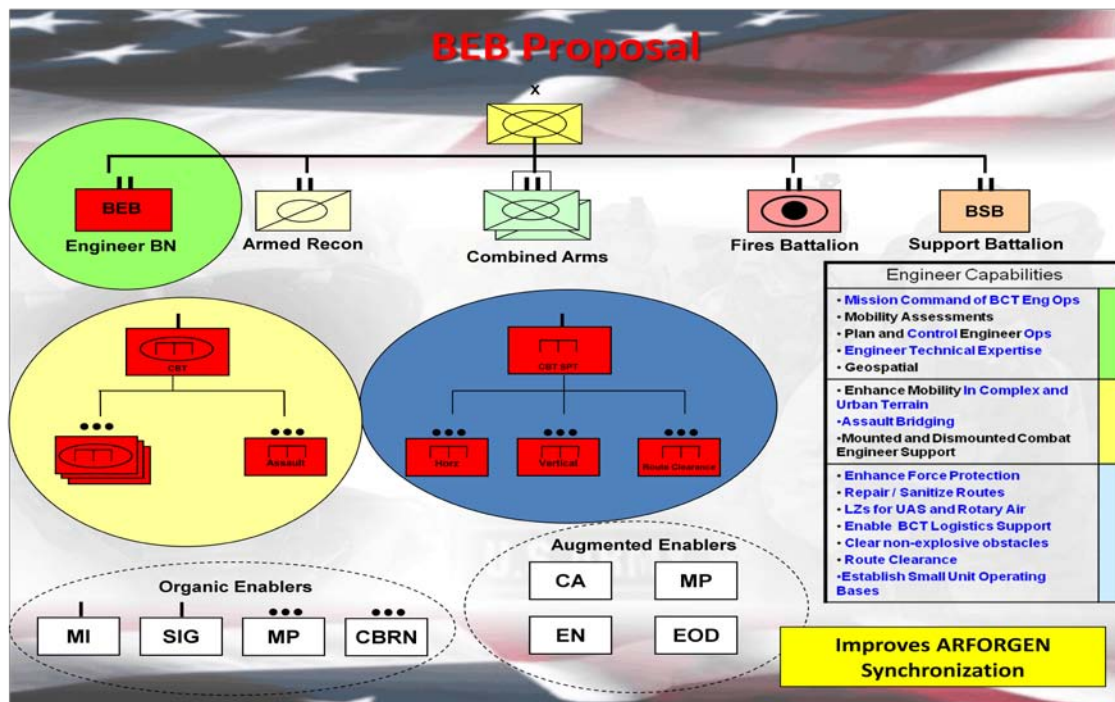 BEB Proposal
x
BEB
Engineer BN
Armed Recon
Combined Arms
Fires Battalion
BSB
Support Battalion
CBT
Assault
CBT SPT
Horz
Vertical
Route Clearance
Engineer Capabilities
• Mission Command of BCT Eng Ops
• Mobility Assessments
• Plan and Control Engineer Ops
• Engineer Technical Expertise
• Geospatial
• Enhance Mobility In Complex and
Urban Terrain
•Assault Bridging
•Mounted and Dismounted Combat
Engineer Support
• Enhance Force Protection
• Repair / Sanitize Routes
• LZs for UAS and Rotary Air
• Enable BCT Logistics Support
• Clear non-explosive obstacles
• Route Clearance
•Establish Small Unit Operating
Bases
Organic Enablers
MI
SIG
MP
CBRN
Augmented Enablers
CA
MP
EN
EOD
Improves ARFORGEN
Synchronization